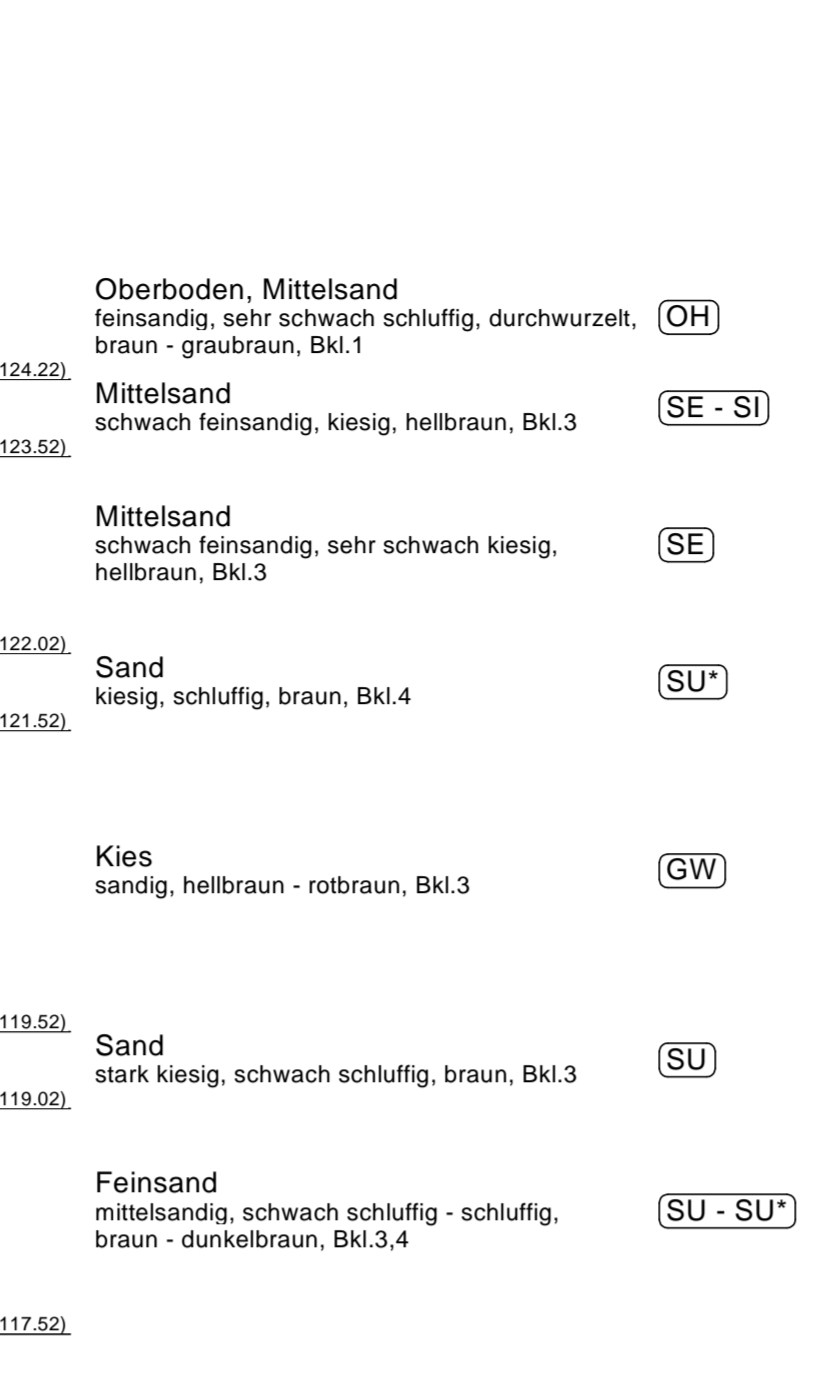 Oberboden, Mittelsand
feinsandig, sehr schwach schluffig, durchwurzelt,
braun - graubraun, Bkl.1
OH
124.22)
Mittelsand
schwach feinsandig, kiesig, hellbraun, Bkl.3
SE - SI
123.52)
Mittelsand
schwach feinsandig, sehr schwach kiesig,
hellbraun, Bkl.3
SE
122.02)
Sand
kiesig, schluffig, braun, Bkl.4
SU*
121.52)
Kies
sandig, hellbraun - rotbraun, Bkl.3
GW
119.52)
Sand
stark kiesig, schwach schluffig, braun, Bkl.3
SU
119.02)
Feinsand
mittelsandig, schwach schluffig - schluffig,
braun - dunkelbraun, Bkl.3,4
SU - SU*
117.52)